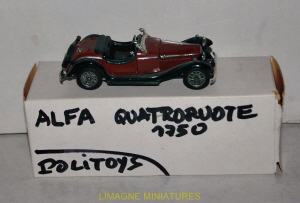 ALFA QUATRORUOTE
1750
POLITOYS
LIMAGNE MINIATURES